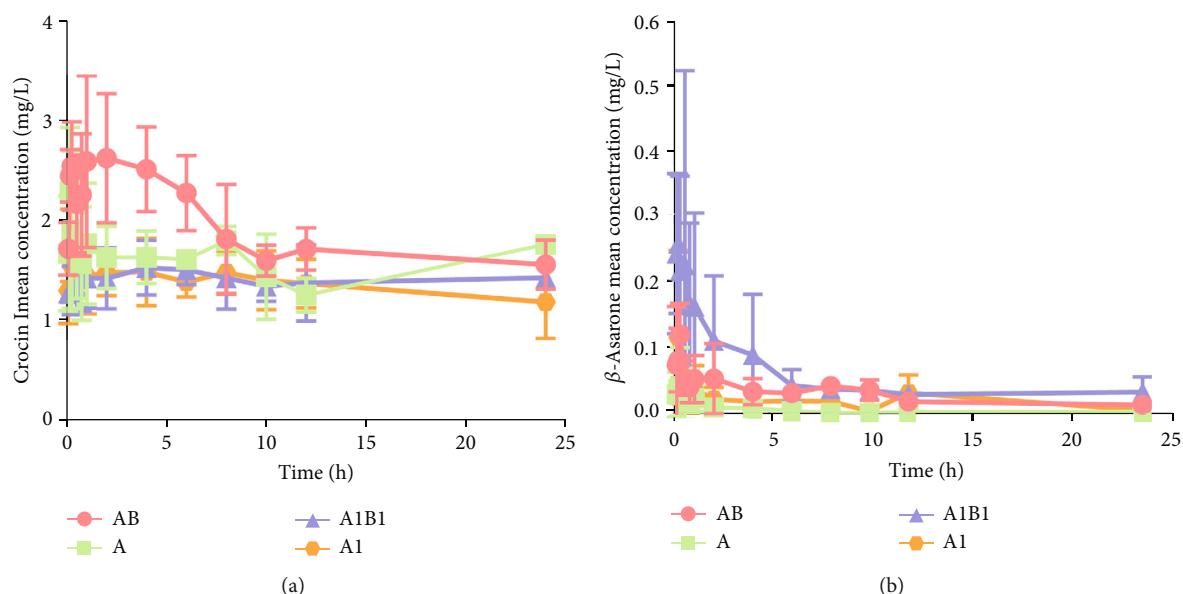 Crocin Imean concentration (mg/L)
4
3
2
1
0
0 5 10 15 20 25
Time (h)
AB A1B1
A A1
(a)
β-Asarone mean concentration (mg/L)
0.6
0.5
0.4
0.3
0.2
0.1
0.0
0 5 10 15 20 25
Time (h)
AB A1B1
A A1
(b)